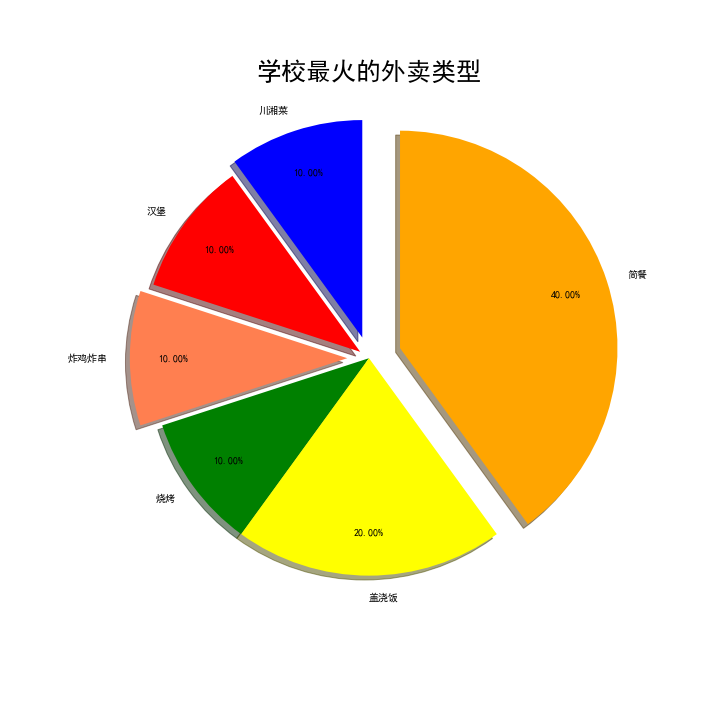 学校最火的外卖类型
川湘菜
10.00%
汉堡
10.00%
简餐
40.00%
炸鸡炸串
10.00%
烧烤
10.00%
20.00%
盖浇饭